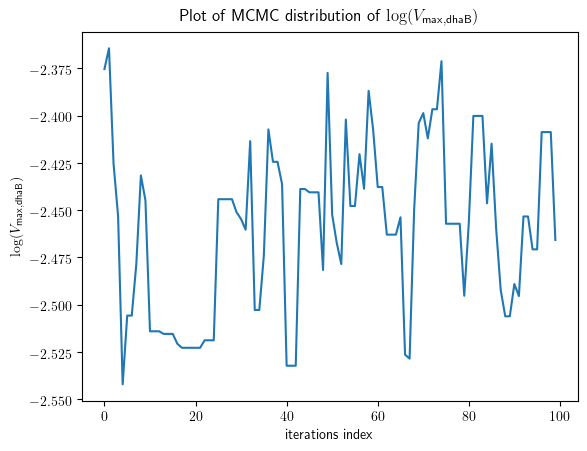 Plot of MCMC distribution of log(V_max,dhaB)
log(V_max,dhaB)
−2.375
−2.400
−2.425
−2.450
−2.475
−2.500
−2.525
−2.550
0 20 40 60 80 100
iterations index